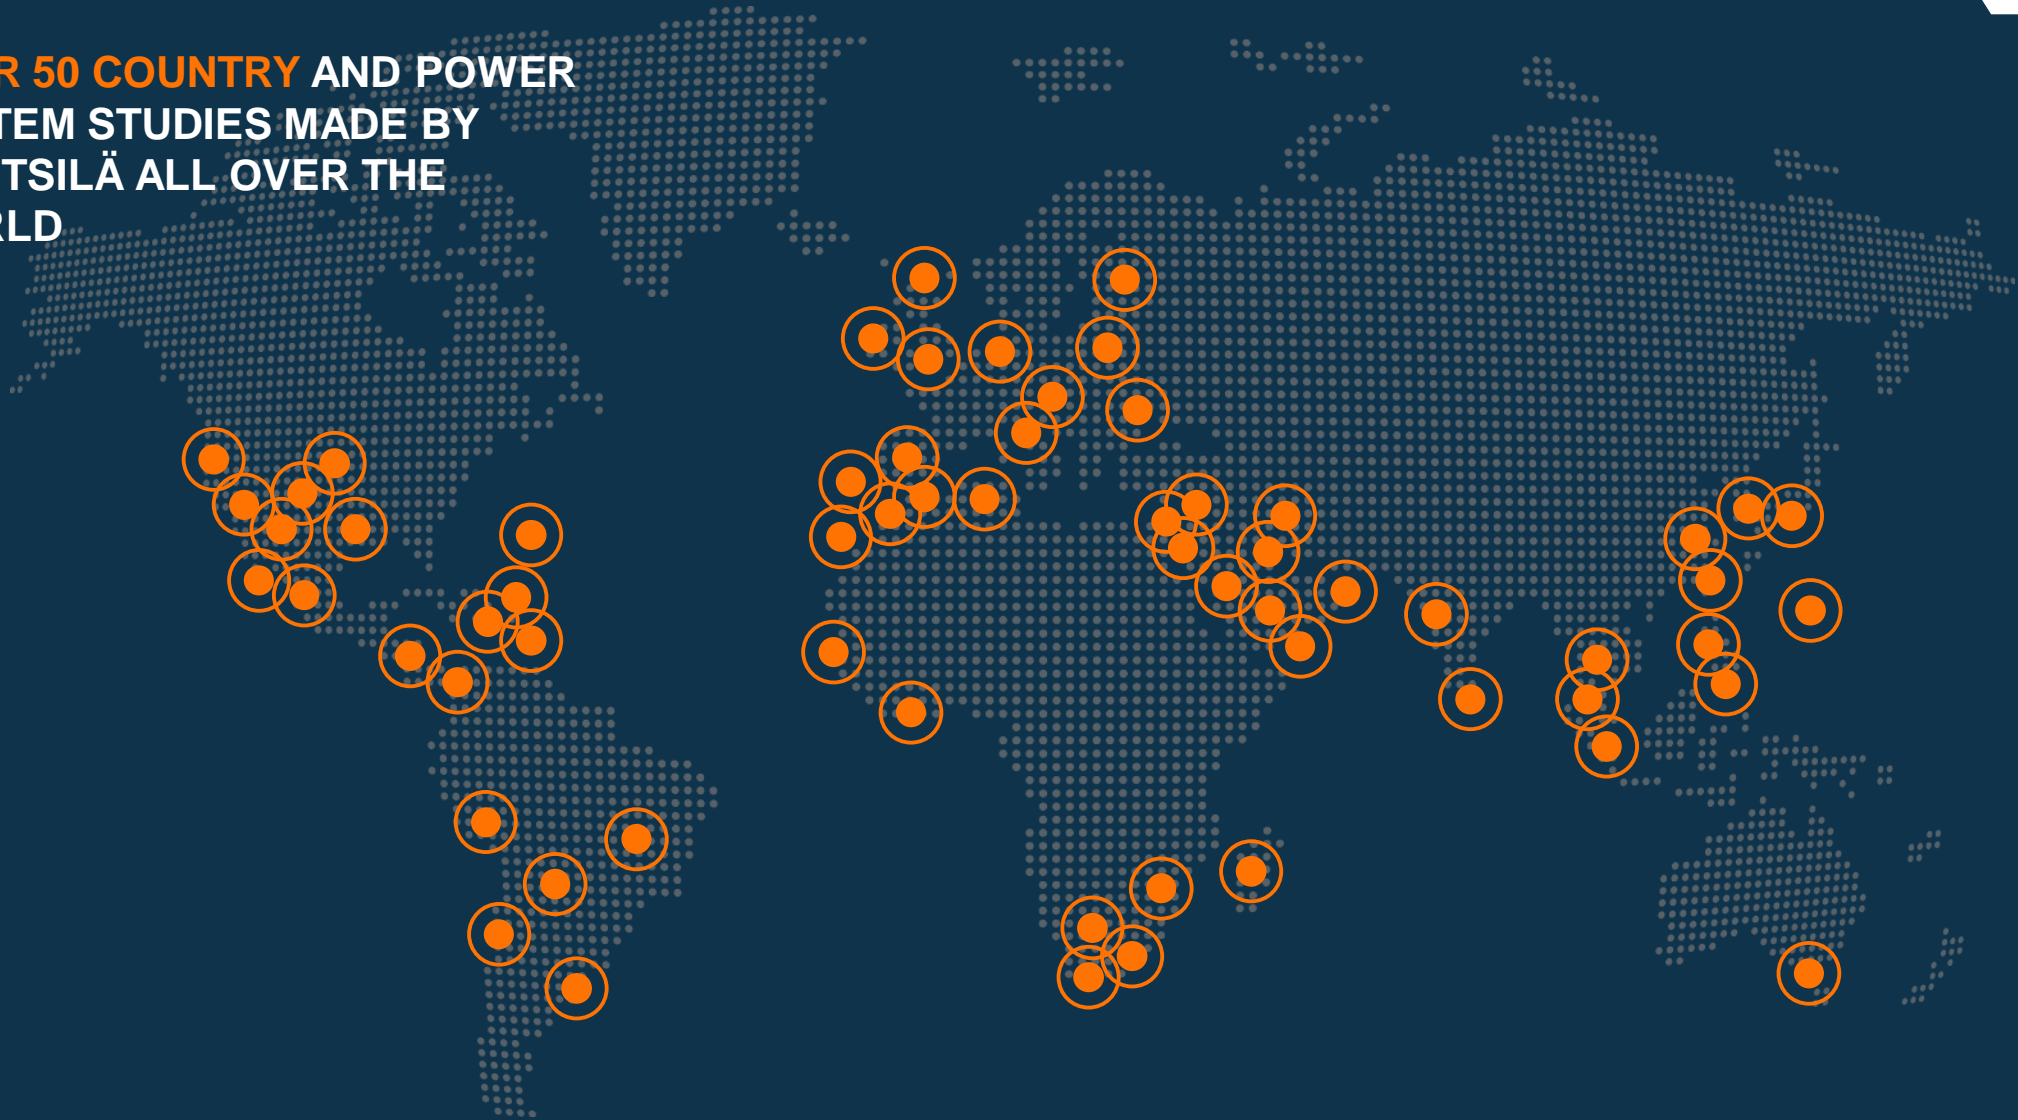 R 50 COUNTRY AND POWER
TEM STUDIES MADE BY
TSILÄ ALL OVER THE
RLD